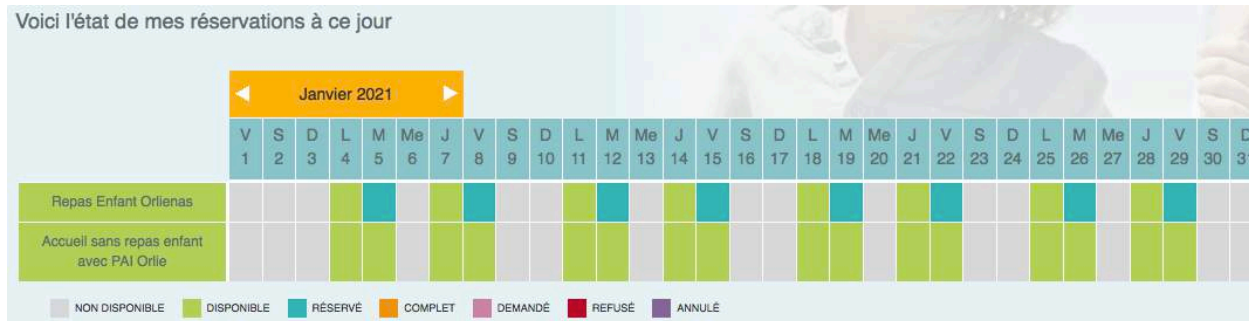 Voici l'état de mes réservations à ce jour
Janvier 2021
V S D L M Me J V S D L M Me J V S D L M Me J V S D L M Me J V S D
1 2 3 4 5 6 7 8 9 10 11 12 13 14 15 16 17 18 19 20 21 22 23 24 25 26 27 28 29 30 31
Repas Enfant Orlienas
Accueil sans repas enfant
avec PAI Orlie
NON DISPONIBLE DISPONIBLE RÉSERVÉ COMPLET DEMANDÉ REFUSÉ ANNULÉ